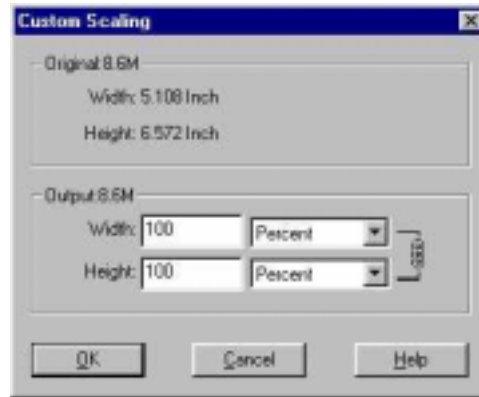 Custom Scaling
Original:8.6M
Width: 5.108 Inch
Height: 6.572 Inch
Output:8.6M
Width: 100 Percent
Height: 100 Percent
OK Cancel Help